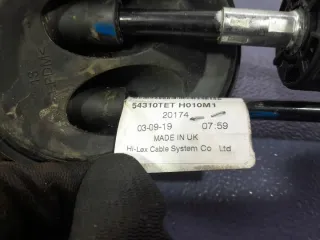 54310TET H010M1
20174
03-09-19 07:59
MADE IN UK
Hi-Lex Cable System Co Ltd